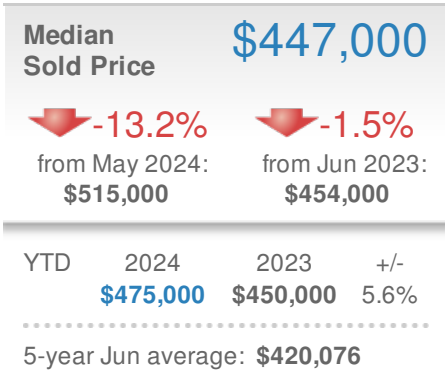 Median
Sold Price
$447,000
-13.2% -1.5%
from May 2024: from Jun 2023:
$515,000 $454,000
YTD 2024 2023 +/-
$475,000 $450,000 5.6%
5-year Jun average: $420,076